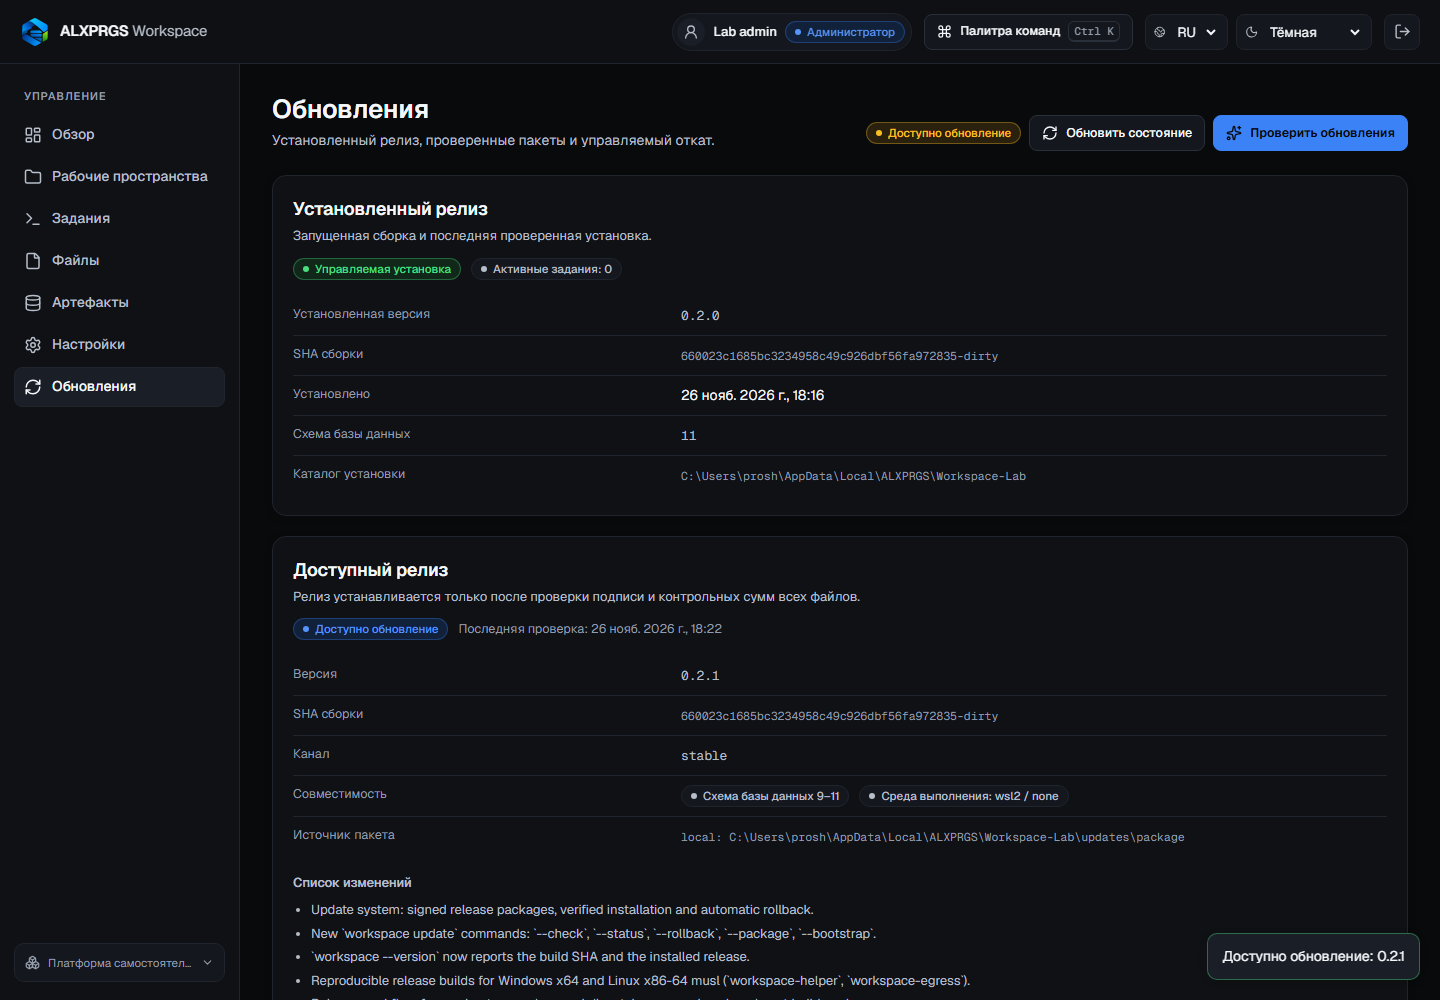 ALXPRGS Workspace
Lab admin
Администратор
Палитра команд
Ctrl K
RU
Тёмная
УПРАВЛЕНИЕ
Обзор
Рабочие пространства
Задания
Файлы
Артефакты
Настройки
Обновления
Платформа самостоятел...
Обновления
Установленный релиз, проверенные пакеты и управляемый откат.
Доступно обновление
Обновить состояние
Проверить обновления
Установленный релиз
Запущенная сборка и последняя проверенная установка.
Управляемая установка
Активные задания: 0
Установленная версия
0.2.0
SHA сборки
660023c1685bc3234958c49c926dbf56fa972835-dirty
Установлено
26 нояб. 2026 г., 18:16
Схема базы данных
11
Каталог установки
C:\Users\prosh\AppData\Local\ALXPRGS\Workspace-Lab
Доступный релиз
Релиз устанавливается только после проверки подписи и контрольных сумм всех файлов.
Доступно обновление
Последняя проверка: 26 нояб. 2026 г., 18:22
Версия
0.2.1
SHA сборки
660023c1685bc3234958c49c926dbf56fa972835-dirty
Канал
stable
Совместимость
Схема базы данных 9–11
Среда выполнения: wsl2 / none
Источник пакета
local: C:\Users\prosh\AppData\Local\ALXPRGS\Workspace-Lab\updates\package
Список изменений
• Update system: signed release packages, verified installation and automatic rollback.
• New `workspace update` commands: `--check`, `--status`, `--rollback`, `--package`, `--bootstrap`.
• `workspace --version` now reports the build SHA and the installed release.
• Reproducible release builds for Windows x64 and Linux x86-64 musl (`workspace-helper`, `workspace-egress`).
Доступно обновление: 0.2.1